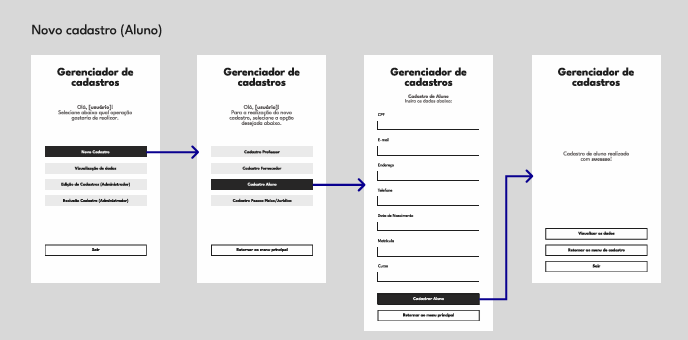 Novo cadastro (Aluno)
Gerenciador de
cadastros
Olá, [usuário]!
Selecione abaixo qual operação
gostaria de realizar.
Novo Cadastro
Visualização de dados
Edição de Cadastros (Administrador)
Exclusão Cadastro (Administrador)
Sair
Gerenciador de
cadastros
Olá, [usuário]!
Para a realização do novo
cadastro, selecione a opção
desejada abaixo.
Cadastro Professor
Cadastro Fornecedor
Cadastro Aluno
Cadastro Pessoa Física/Jurídica
Retornar ao menu principal
Gerenciador de
cadastros
Cadastro de Aluno
Insira os dados abaixo:
CPF
E-mail
Endereço
Telefone
Data de Nascimento
Matrícula
Curso
Cadastrar Aluno
Retornar ao menu principal
Gerenciador de
cadastros
Cadastro de aluno realizado
com sucesso!
Visualizar os dados
Retornar ao menu de cadastro
Sair